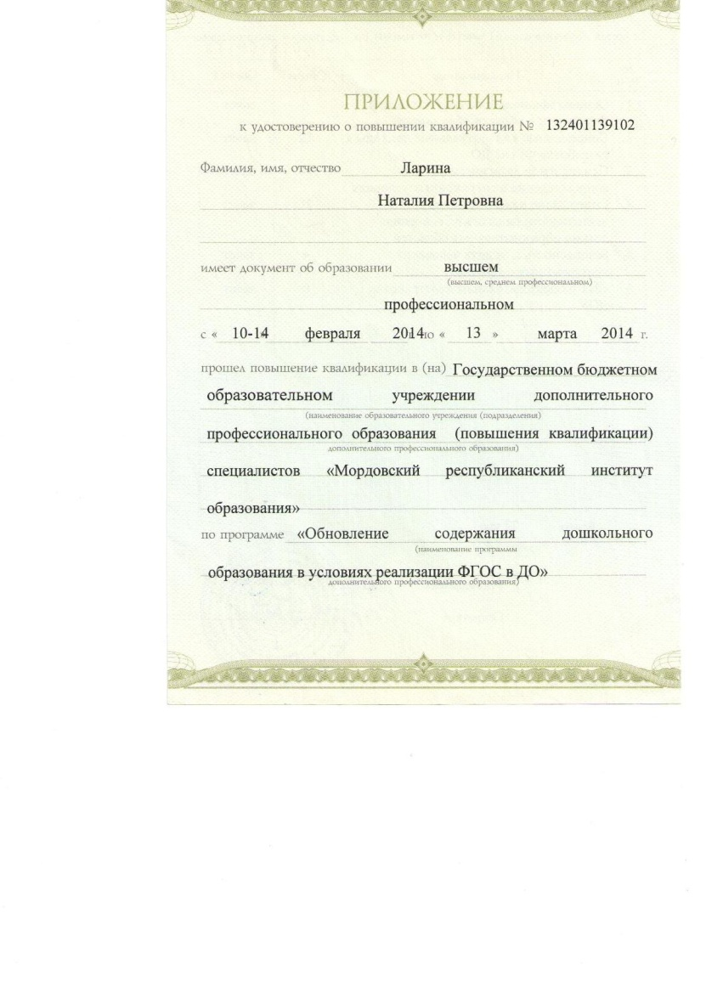 ПРИЛОЖЕНИЕ
к удостоверению о повышении квалификации № 132401139102
Фамилия, имя, отчество Ларина
Наталия Петровна
имеет документ об образовании высшем
(высшем, среднем профессиональном)
профессиональном
с « 10-14 февраля 2014 по « 13 » марта 2014 г.
прошел повышение квалификации в (на) Государственном бюджетном
образовательном учреждении дополнительного
(наименование образовательного учреждения (подразделения)
профессионального образования (повышения квалификации)
дополнительного профессионального образования)
специалистов «Мордовский республиканский институт
образования»
по программе «Обновление содержания дошкольного
(наименование программы
образования в условиях реализации ФГОС в ДО»
дополнительного профессионального образования)